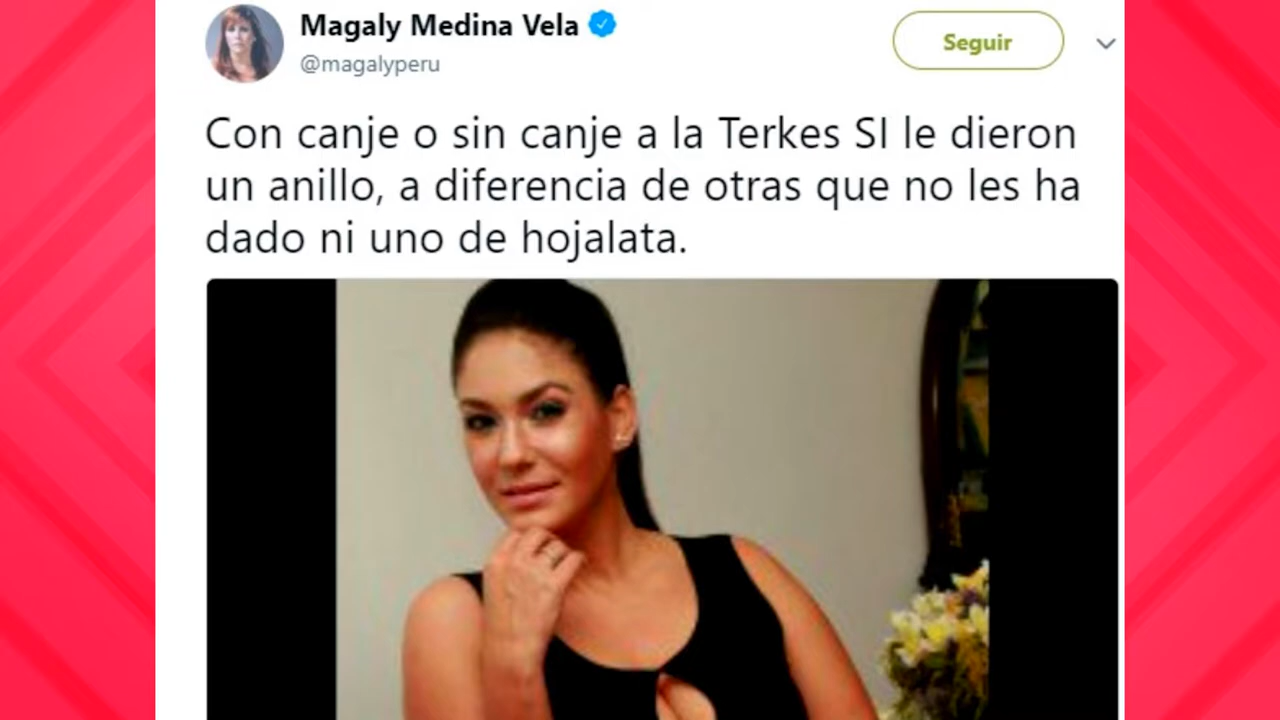 Magaly Medina Vela
@magalyperu
Seguir
Con canje o sin canje a la Terkes SI le dieron
un anillo, a diferencia de otras que no les ha
dado ni uno de hojalata.